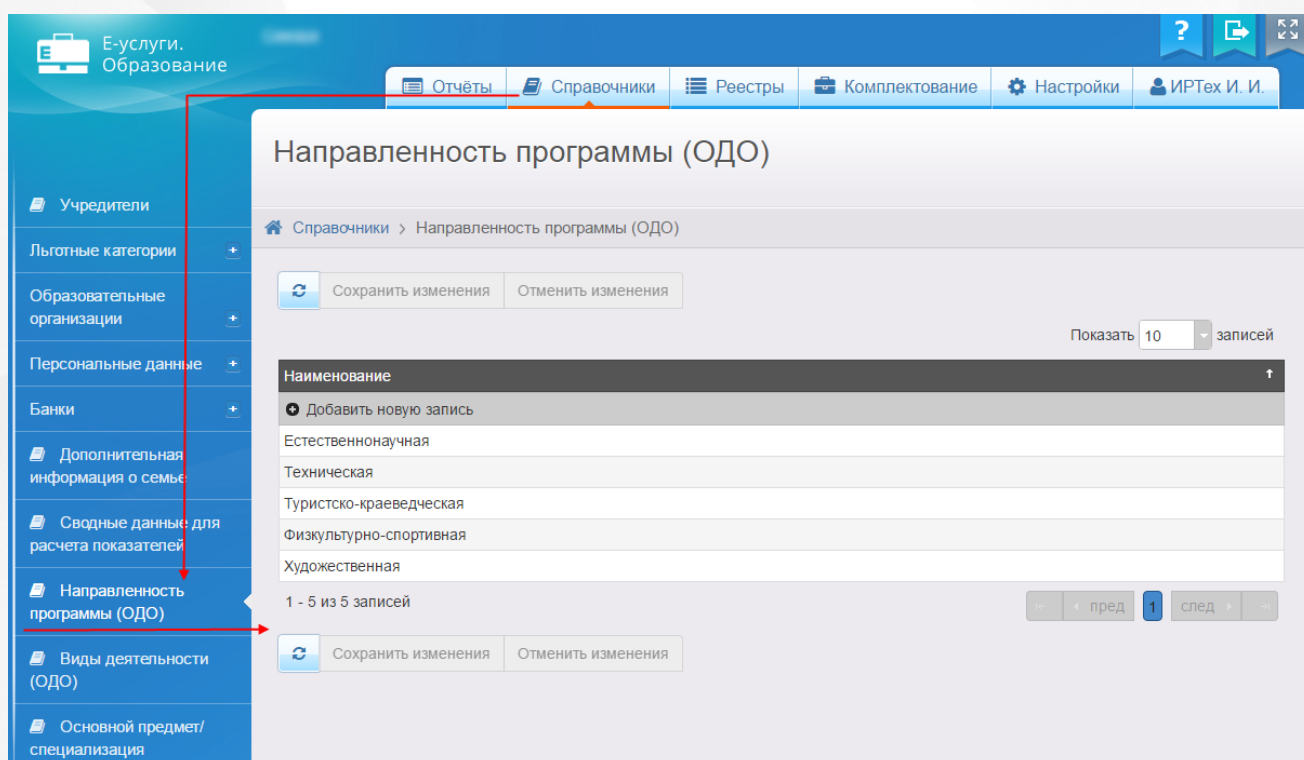 Е-услуги.
Образование
E
?
Отчёты
Справочники
Реестры
Комплектование
Настройки
ИРТех И. И.
Направленность программы (ОДО)
Справочники > Направленность программы (ОДО)
Учредители
Льготные категории +
Образовательные
организации +
Персональные данные +
Банки +
Дополнительная
информация о семье
Сводные данные для
расчета показателей
Направленность
программы (ОДО)
Виды деятельности
(ОДО)
Основной предмет/
специализация
Сохранить изменения Отменить изменения
Показать 10 записей
Наименование ↑
Добавить новую запись
Естественнонаучная
Техническая
Туристско-краеведческая
Физкультурно-спортивная
Художественная
1 - 5 из 5 записей
пред 1 след
Сохранить изменения Отменить изменения